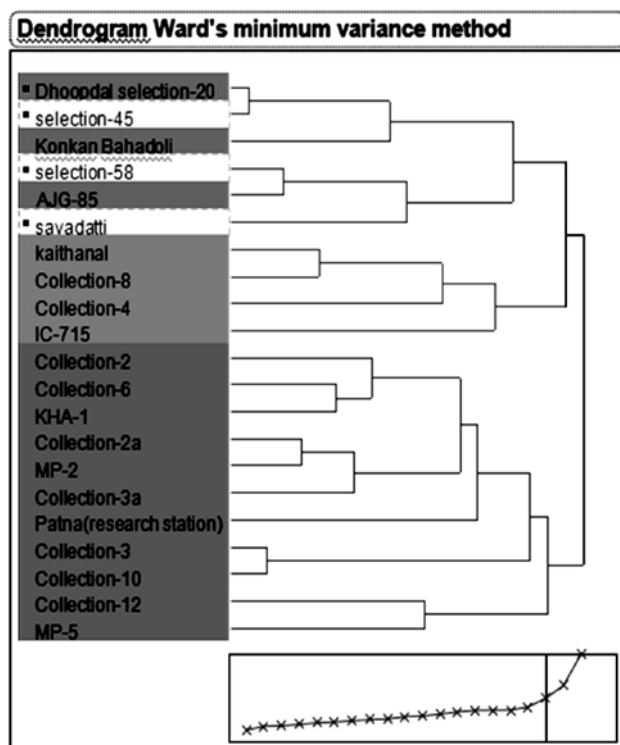 Dendrogram Ward's minimum variance method
Dhoopdal selection-20
selection-45
Konkan Bahadoli
selection-58
AJG-85
savadatti
kaithanal
Collection-8
Collection-4
IC-715
Collection-2
Collection-6
KHA-1
Collection-2a
MP-2
Collection-3a
Patna(research station)
Collection-3
Collection-10
Collection-12
MP-5